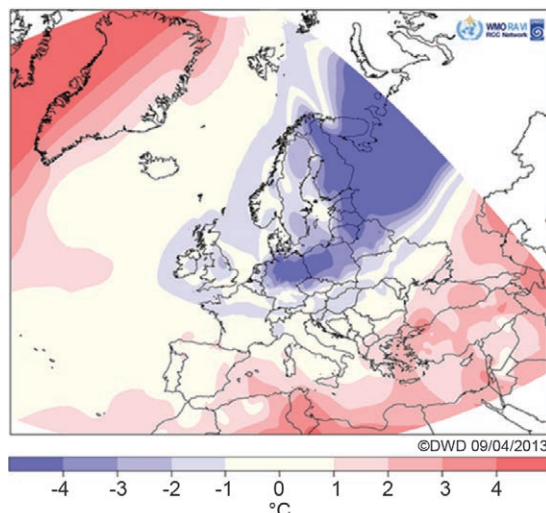 WMO RA VI
RCC Network
©DWD 09/04/2013
-4 -3 -2 -1 0 1 2 3 4
°C